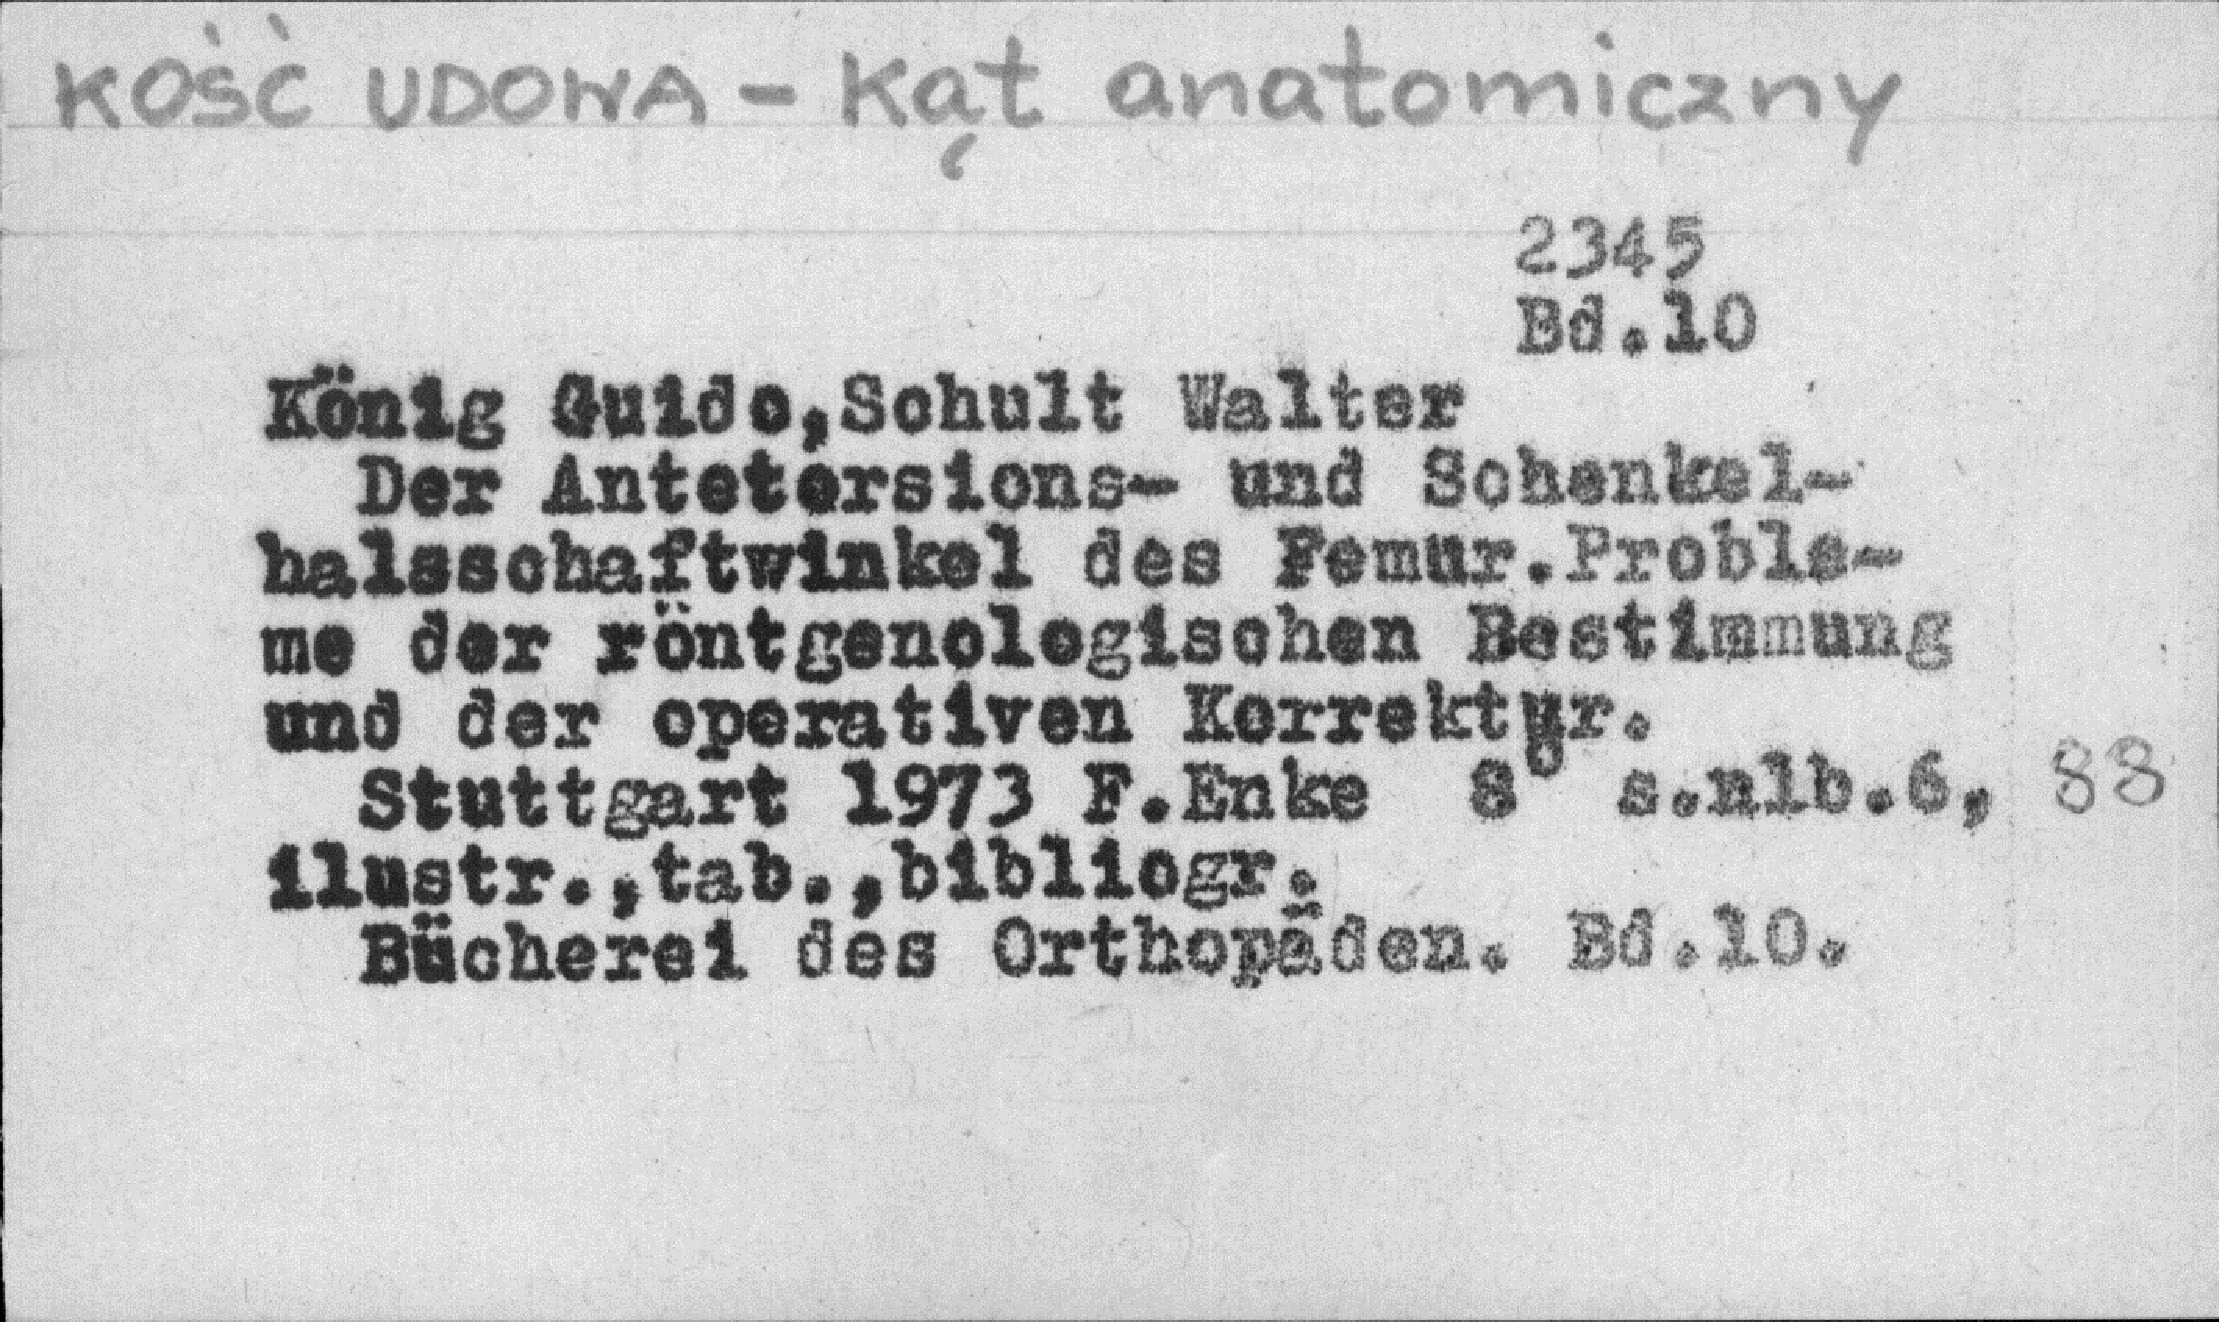 KOŚĆ UDOWA - Kąt anatomiczny
2345
Bd.10
König Guido,Schult Walter
Der Antetersions- und Schenkel-
halsschaftwinkel des Femur.Proble-
me der röntgenologischen Bestimmung
und der operativen Korrektur.
Stuttgart 1973 F.Enke 8° s.nlb.6, 88
ilustr.,tab.,bibliogr.
Bücherei des Orthopäden. Bd.10.